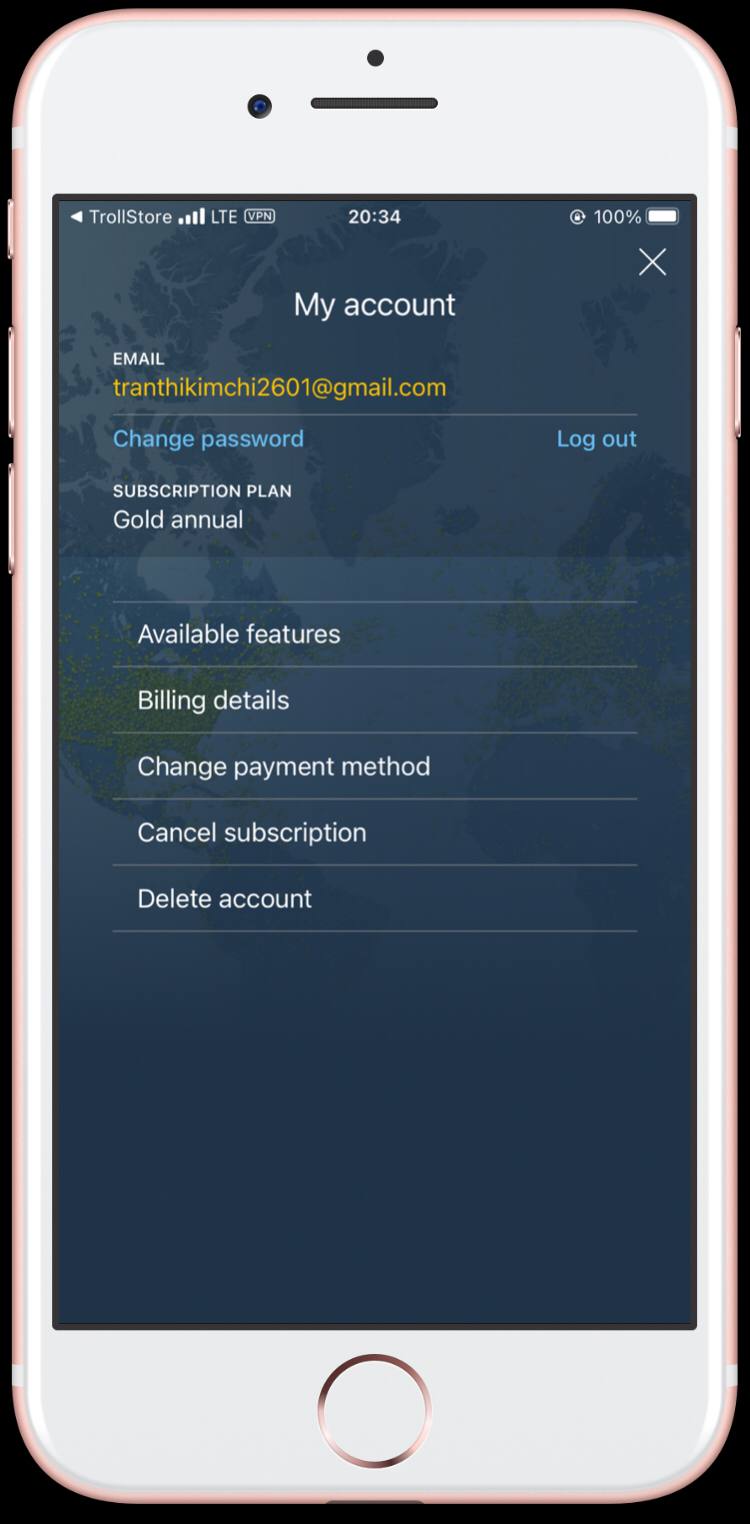 ◀ TrollStore LTE VPN 20:34 100%
My account
EMAIL
tranthikimchi2601@gmail.com
Change password Log out
SUBSCRIPTION PLAN
Gold annual
Available features
Billing details
Change payment method
Cancel subscription
Delete account